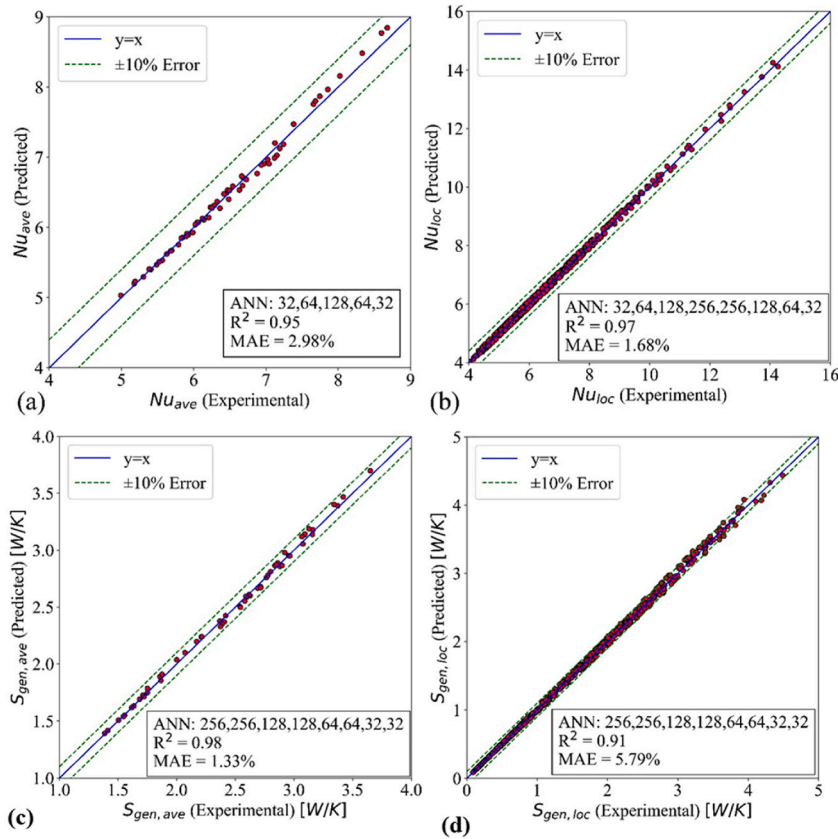 9
8
7
6
5
4
Nu_ave (Predicted)
y=x
±10% Error
ANN: 32,64,128,64,32
R² = 0.95
MAE = 2.98%
4 5 6 7 8 9
(a) Nu_ave (Experimental)
16
14
12
10
8
6
4
Nu_loc (Predicted)
y=x
±10% Error
ANN: 32,64,128,256,256,128,64,32
R² = 0.97
MAE = 1.68%
4 6 8 10 12 14 16
(b) Nu_loc (Experimental)
4.0
3.5
3.0
2.5
2.0
1.5
1.0
S_gen,ave (Predicted) [W/K]
y=x
±10% Error
ANN: 256,256,128,128,64,64,32,32
R² = 0.98
MAE = 1.33%
1.0 1.5 2.0 2.5 3.0 3.5 4.0
(c) S_gen,ave (Experimental) [W/K]
5
4
3
2
1
0
S_gen,loc (Predicted) [W/K]
y=x
±10% Error
ANN: 256,256,128,128,64,64,32,32
R² = 0.91
MAE = 5.79%
0 1 2 3 4 5
(d) S_gen,loc (Experimental) [W/K]